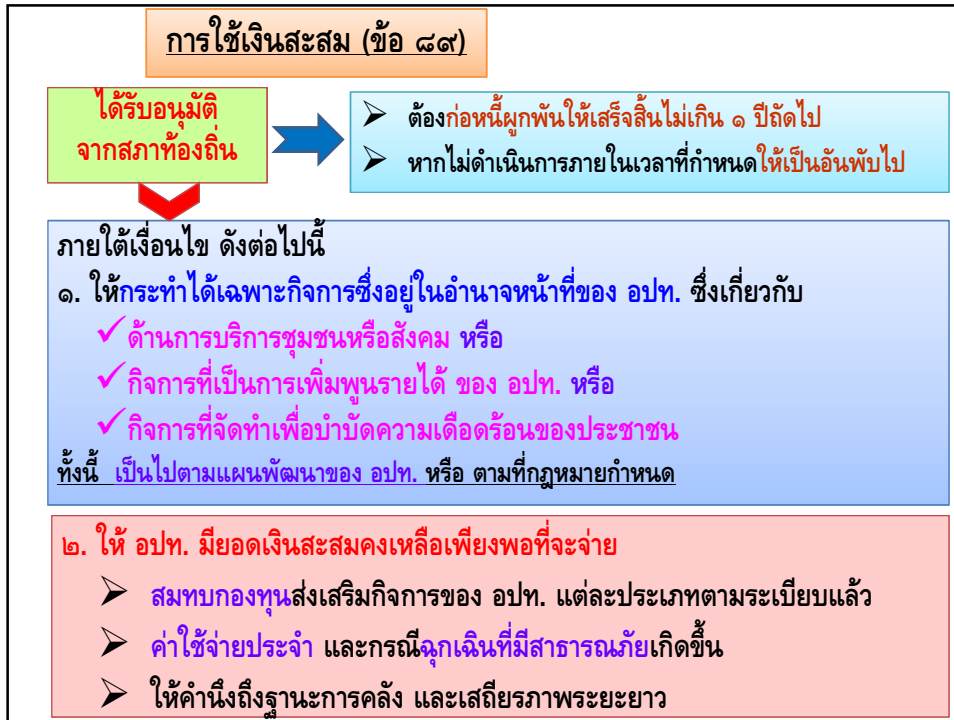 การใช้เงินสะสม (ข้อ ๘๙)
ได้รับอนุมัติ
จากสภาท้องถิ่น
➢ ต้องก่อหนี้ผูกพันให้เสร็จสิ้นไม่เกิน ๑ ปีถัดไป
➢ หากไม่ดำเนินการภายในเวลาที่กำหนดให้เป็นอันพับไป
ภายใต้เงื่อนไข ดังต่อไปนี้
๑. ให้กระทำได้เฉพาะกิจการซึ่งอยู่ในอำนาจหน้าที่ของ อปท. ซึ่งเกี่ยวกับ
✓ ด้านการบริการชุมชนหรือสังคม หรือ
✓ กิจการที่เป็นการเพิ่มพูนรายได้ ของ อปท. หรือ
✓ กิจการที่จัดทำเพื่อบำบัดความเดือดร้อนของประชาชน
ทั้งนี้ เป็นไปตามแผนพัฒนาของ อปท. หรือ ตามที่กฎหมายกำหนด
๒. ให้ อปท. มียอดเงินสะสมคงเหลือเพียงพอที่จะจ่าย
➢ สมทบกองทุนส่งเสริมกิจการของ อปท. แต่ละประเภทตามระเบียบแล้ว
➢ ค่าใช้จ่ายประจำ และกรณีฉุกเฉินที่มีสาธารณภัยเกิดขึ้น
➢ ให้คำนึงถึงฐานะการคลัง และเสถียรภาพระยะยาว